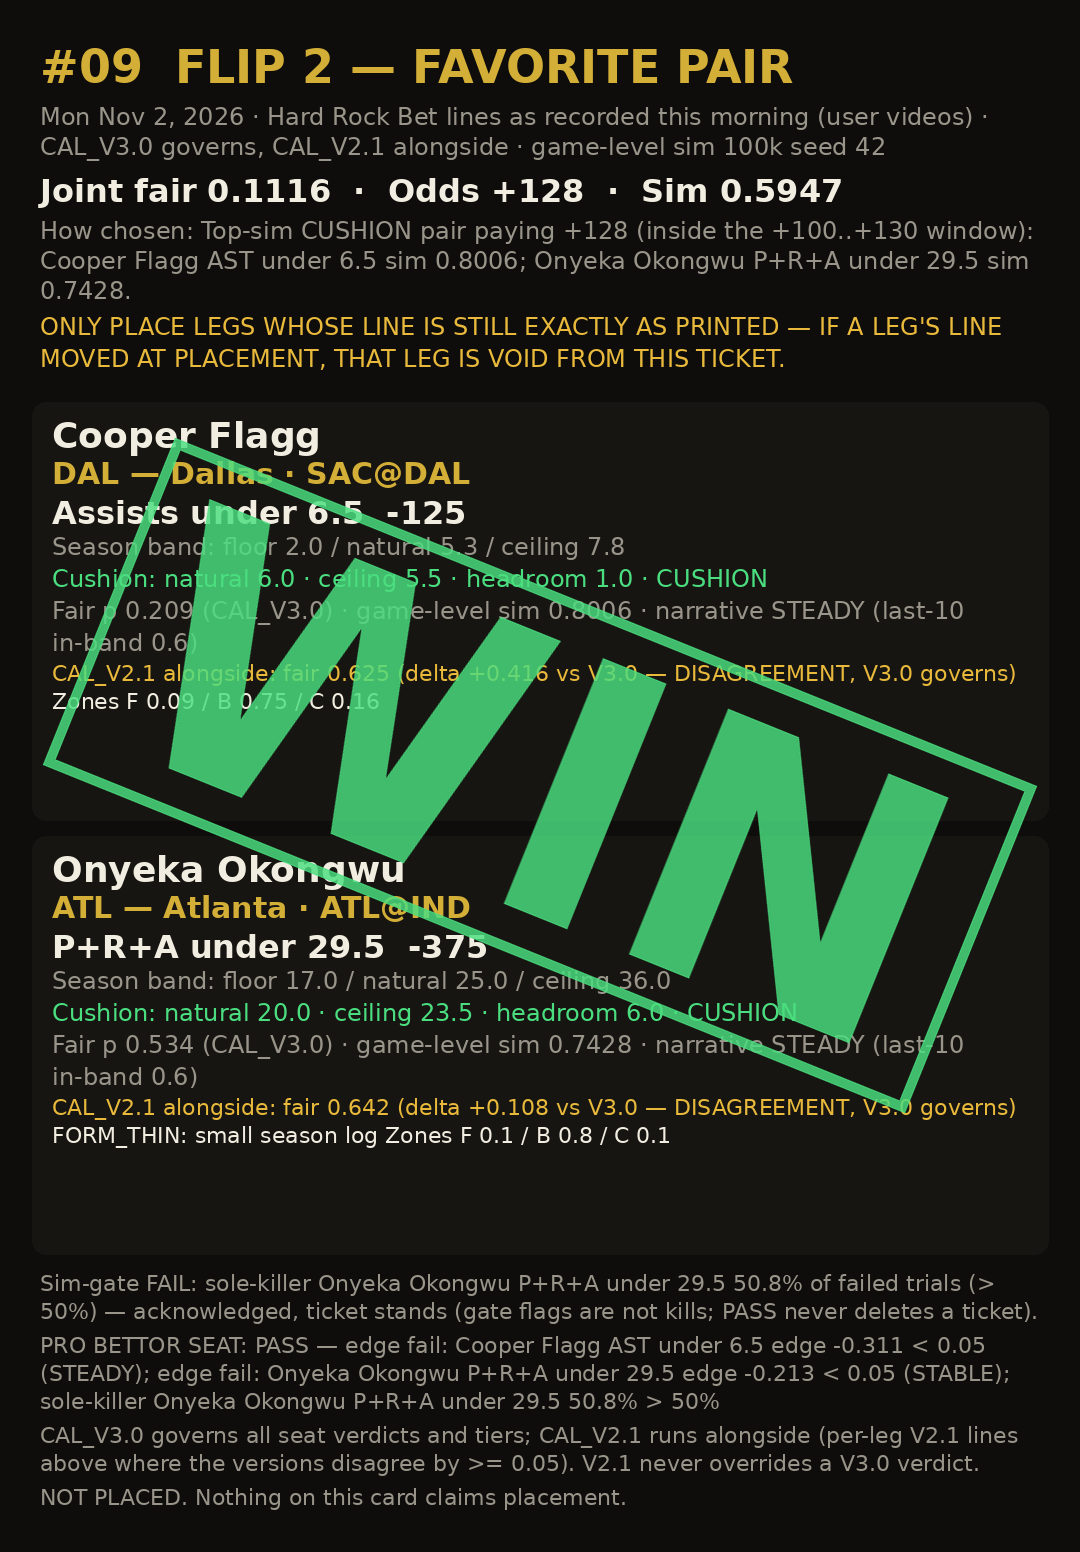 #09  FLIP 2 — FAVORITE PAIR
Mon Nov 2, 2026 · Hard Rock Bet lines as recorded this morning (user videos) ·
CAL_V3.0 governs, CAL_V2.1 alongside · game-level sim 100k seed 42
Joint fair 0.1116  ·  Odds +128  ·  Sim 0.5947
How chosen: Top-sim CUSHION pair paying +128 (inside the +100..+130 window):
Cooper Flagg AST under 6.5 sim 0.8006; Onyeka Okongwu P+R+A under 29.5 sim
0.7428.
ONLY PLACE LEGS WHOSE LINE IS STILL EXACTLY AS PRINTED — IF A LEG'S LINE
MOVED AT PLACEMENT, THAT LEG IS VOID FROM THIS TICKET.
Cooper Flagg
DAL — Dallas · SAC@DAL
Assists under 6.5  -125
Season band: floor 2.0 / natural 5.3 / ceiling 7.8
Cushion: natural 6.0 · ceiling 5.5 · headroom 1.0 · CUSHION
Fair p 0.209 (CAL_V3.0) · game-level sim 0.8006 · narrative STEADY (last-10
in-band 0.6)
CAL_V2.1 alongside: fair 0.625 (delta +0.416 vs V3.0 — DISAGREEMENT, V3.0 governs)
Zones F 0.09 / B 0.75 / C 0.16
WIN
Onyeka Okongwu
ATL — Atlanta · ATL@IND
P+R+A under 29.5  -375
Season band: floor 17.0 / natural 25.0 / ceiling 36.0
Cushion: natural 20.0 · ceiling 23.5 · headroom 6.0 · CUSHION
Fair p 0.534 (CAL_V3.0) · game-level sim 0.7428 · narrative STEADY (last-10
in-band 0.6)
CAL_V2.1 alongside: fair 0.642 (delta +0.108 vs V3.0 — DISAGREEMENT, V3.0 governs)
FORM_THIN: small season log Zones F 0.1 / B 0.8 / C 0.1
Sim-gate FAIL: sole-killer Onyeka Okongwu P+R+A under 29.5 50.8% of failed trials (>
50%) — acknowledged, ticket stands (gate flags are not kills; PASS never deletes a ticket).
PRO BETTOR SEAT: PASS — edge fail: Cooper Flagg AST under 6.5 edge -0.311 < 0.05
(STEADY); edge fail: Onyeka Okongwu P+R+A under 29.5 edge -0.213 < 0.05 (STABLE);
sole-killer Onyeka Okongwu P+R+A under 29.5 50.8% > 50%
CAL_V3.0 governs all seat verdicts and tiers; CAL_V2.1 runs alongside (per-leg V2.1 lines
above where the versions disagree by >= 0.05). V2.1 never overrides a V3.0 verdict.
NOT PLACED. Nothing on this card claims placement.